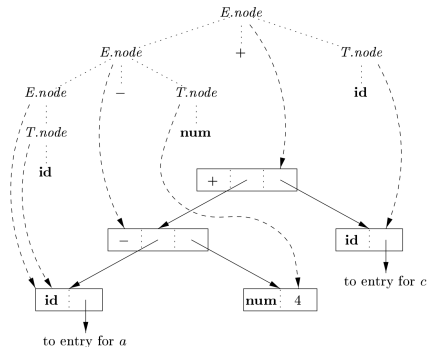 E.node
E.node + T.node
E.node − T.node id
T.node num
id
+
− id
to entry for c
id num 4
to entry for a